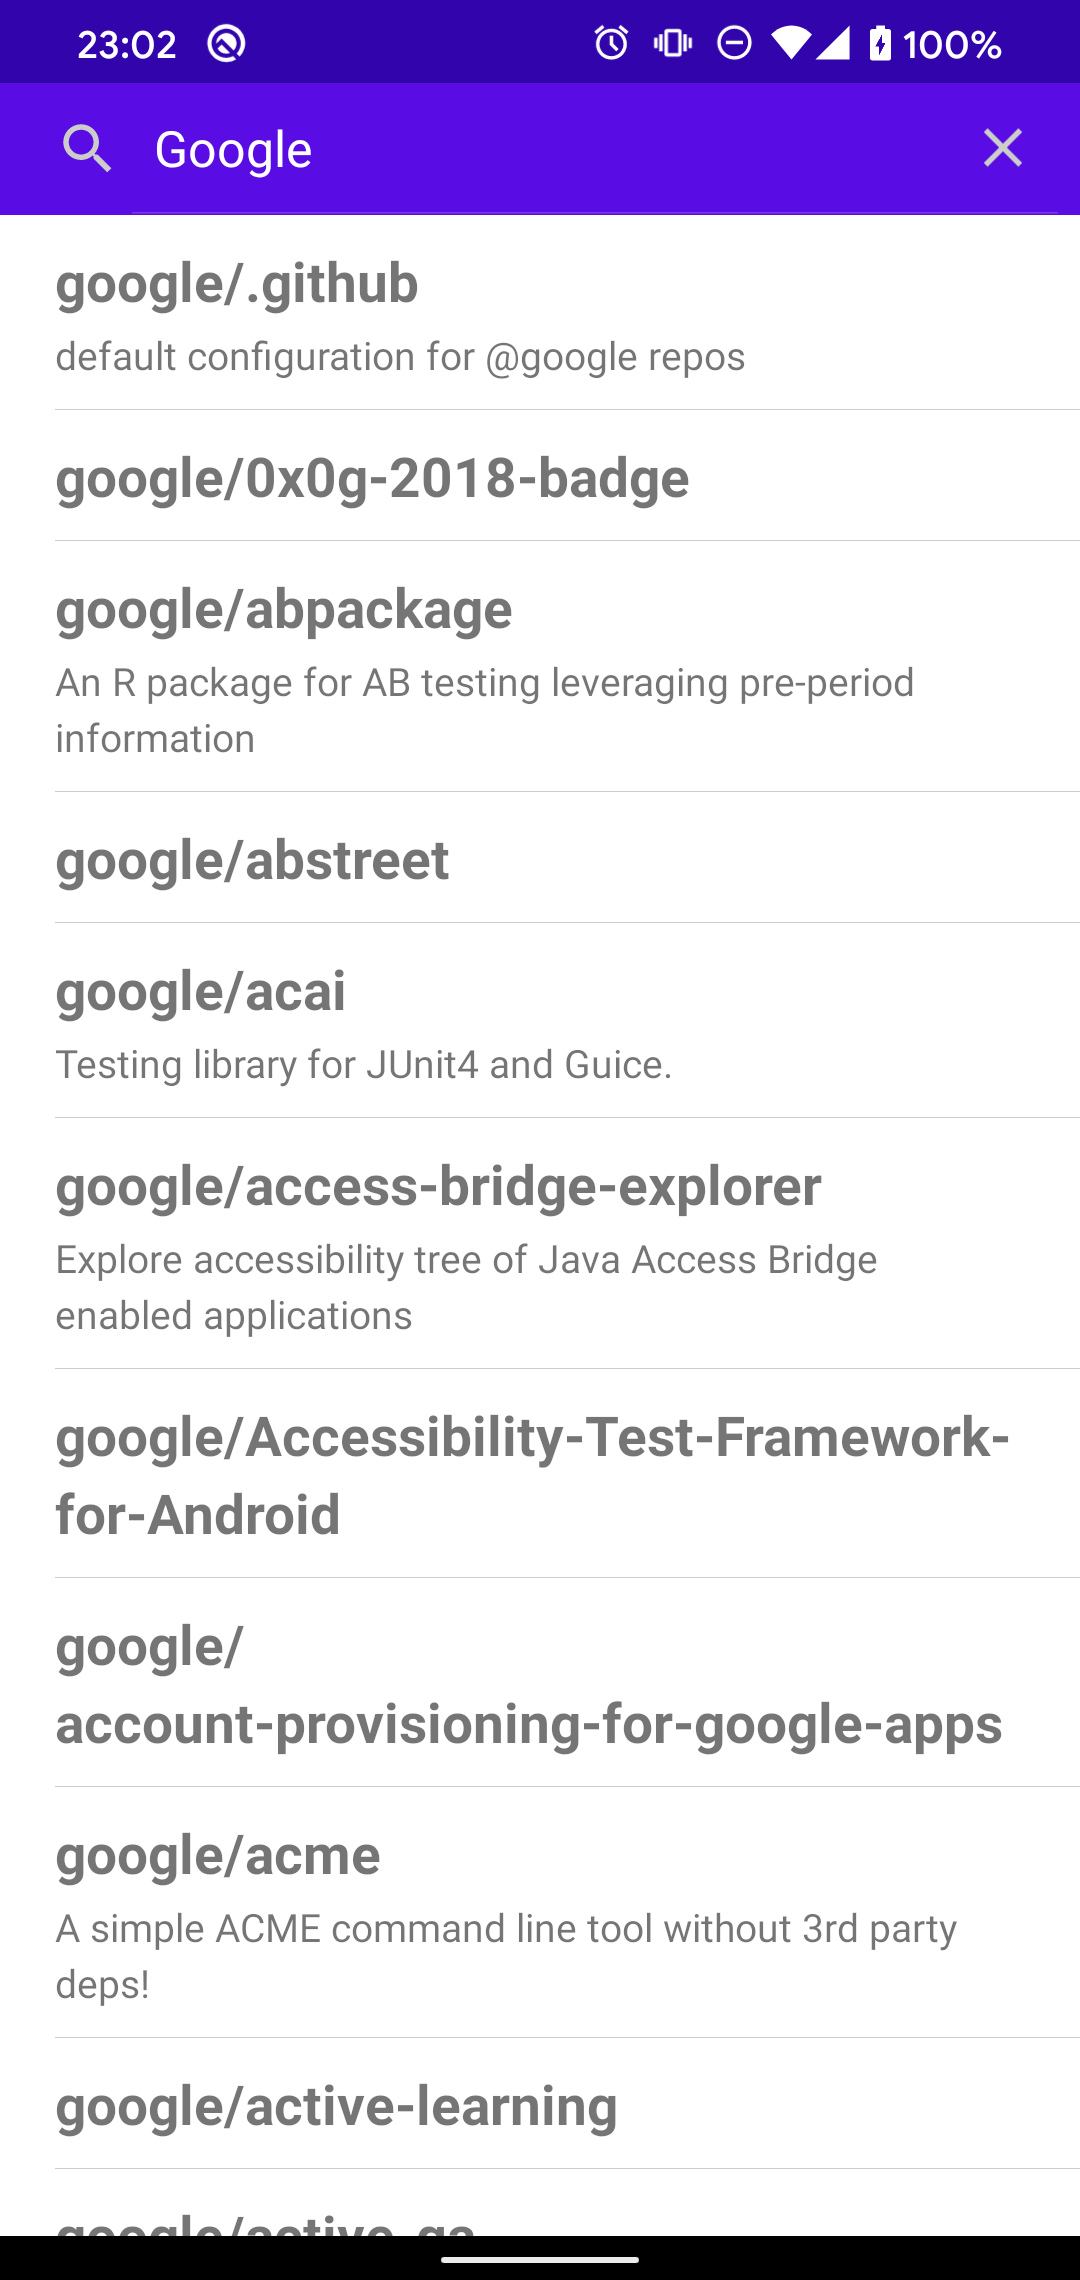 23:02
100%
Google
google/.github
default configuration for @google repos
google/0x0g-2018-badge
google/abpackage
An R package for AB testing leveraging pre-period
information
google/abstreet
google/acai
Testing library for JUnit4 and Guice.
google/access-bridge-explorer
Explore accessibility tree of Java Access Bridge
enabled applications
google/Accessibility-Test-Framework-
for-Android
google/
account-provisioning-for-google-apps
google/acme
A simple ACME command line tool without 3rd party
deps!
google/active-learning
google/active-qa